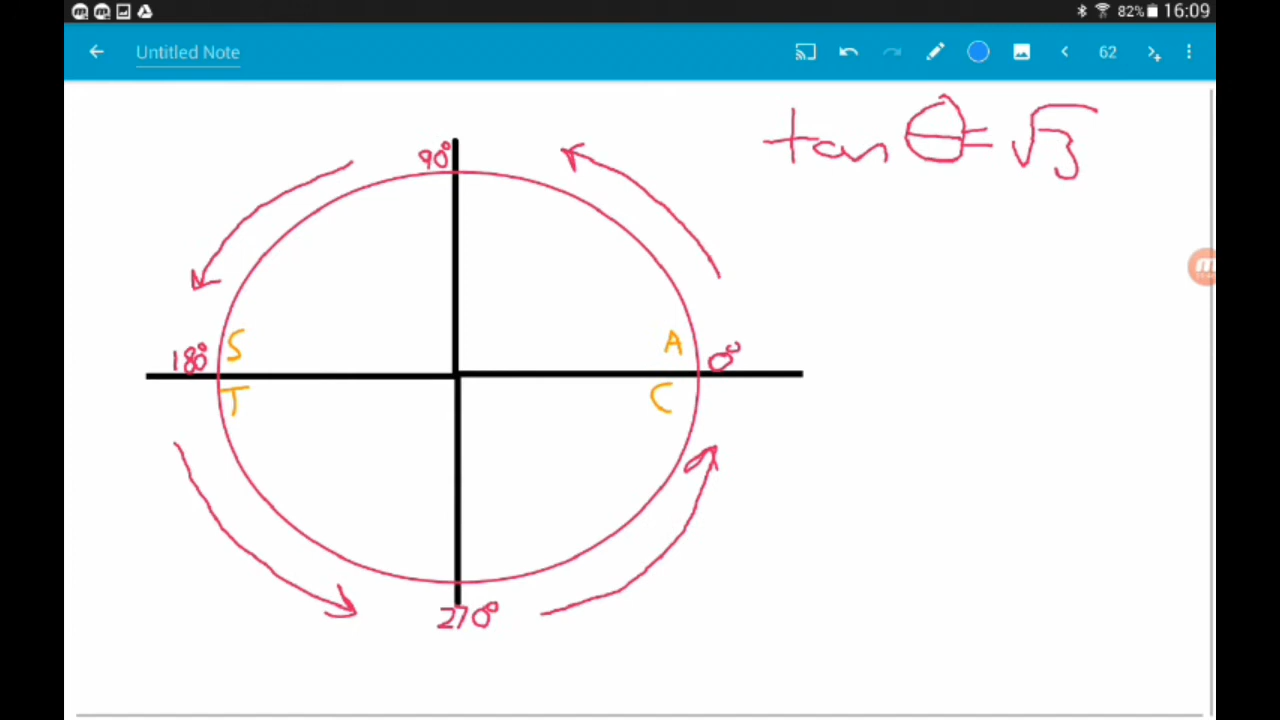 82% 16:09
Untitled Note
62
tan θ = √3
90°
180° S A 0°
T C
270°